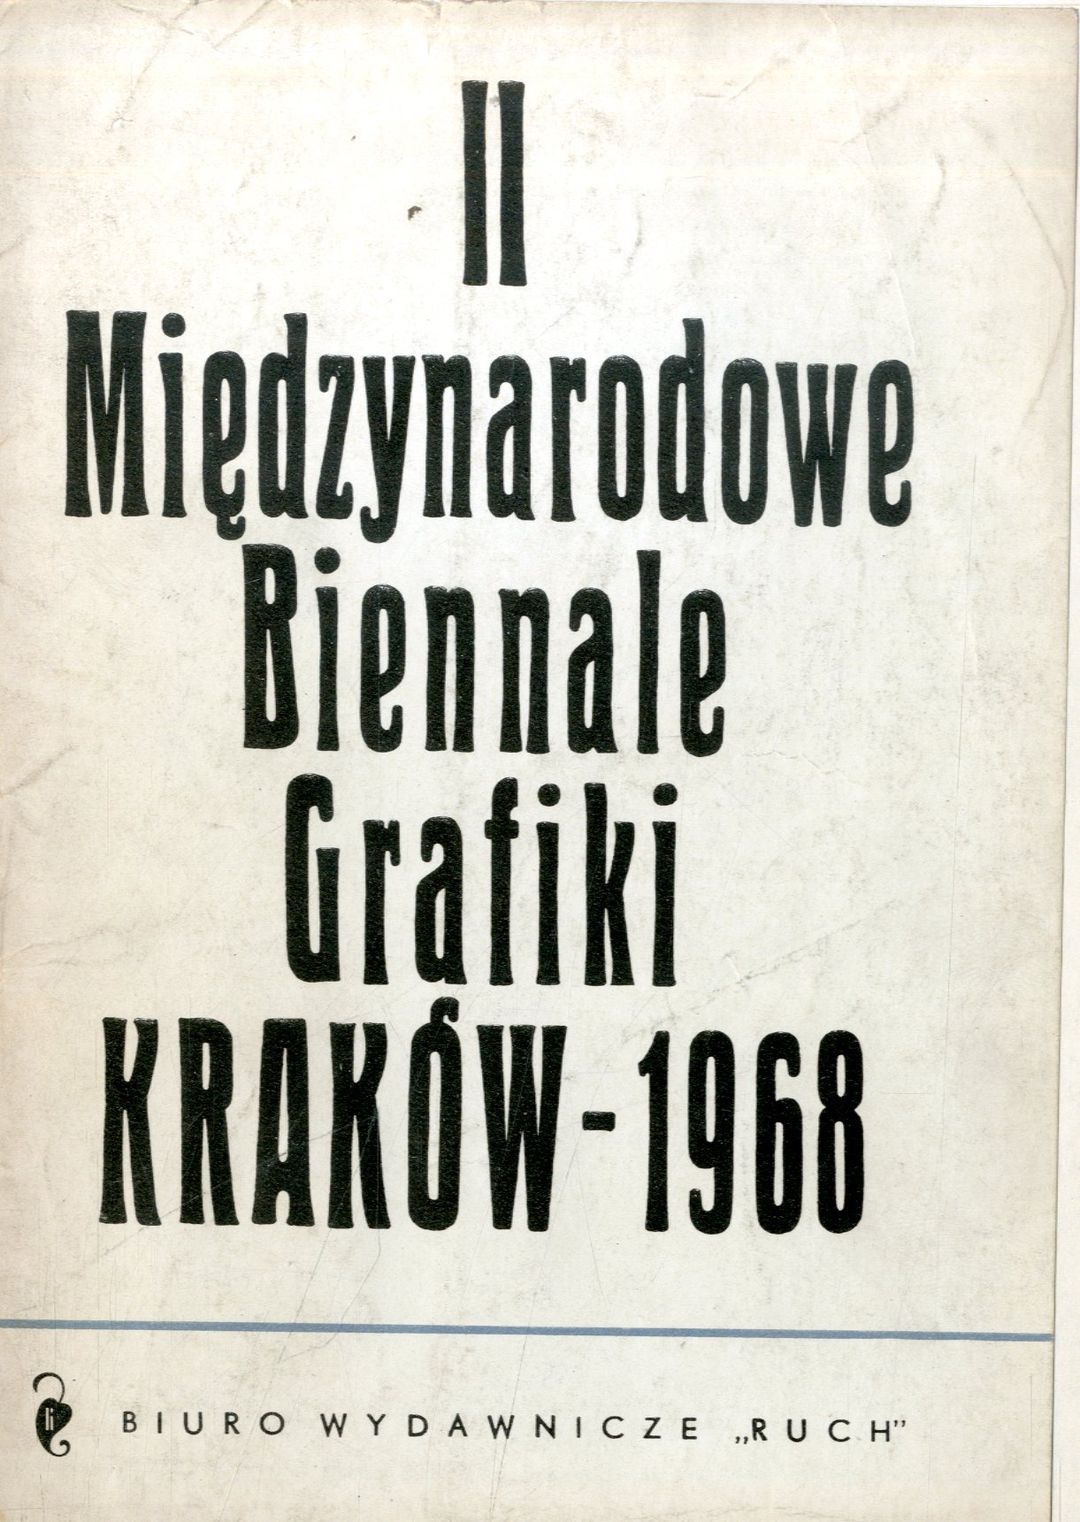 II
Międzynarodowe
Biennale
Grafiki
KRAKÓW-1968
BIURO WYDAWNICZE „RUCH”